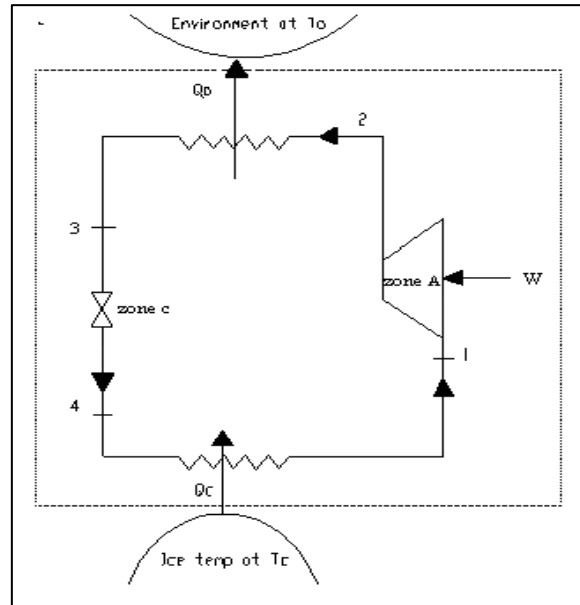 Environment at To
Qo
2
3
zone A
W
zone c
1
4
Qc
Ice temp at Tc